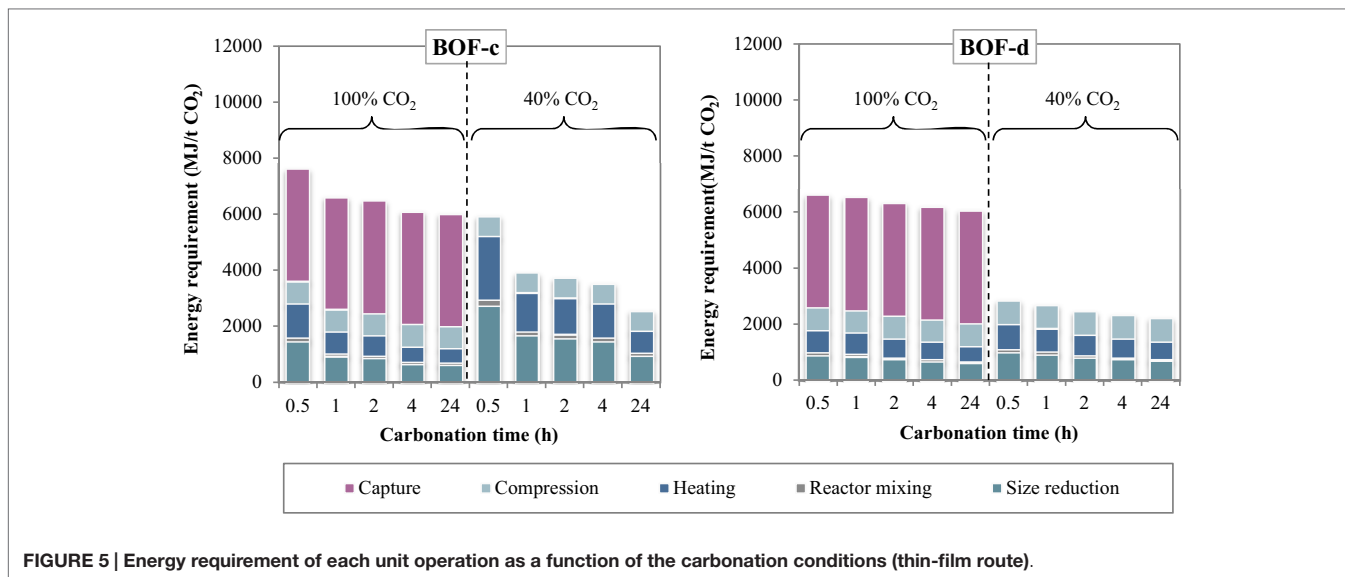 BOF-c
100% CO₂
40% CO₂
Energy requirement (MJ/t CO₂)
12000
10000
8000
6000
4000
2000
0
0.5 1 2 4 24 0.5 1 2 4 24
Carbonation time (h)
BOF-d
100% CO₂
40% CO₂
Energy requirement(MJ/t CO₂)
12000
10000
8000
6000
4000
2000
0
0.5 1 2 4 24 0.5 1 2 4 24
Carbonation time (h)
Capture Compression Heating Reactor mixing Size reduction
FIGURE 5 | Energy requirement of each unit operation as a function of the carbonation conditions (thin-film route).